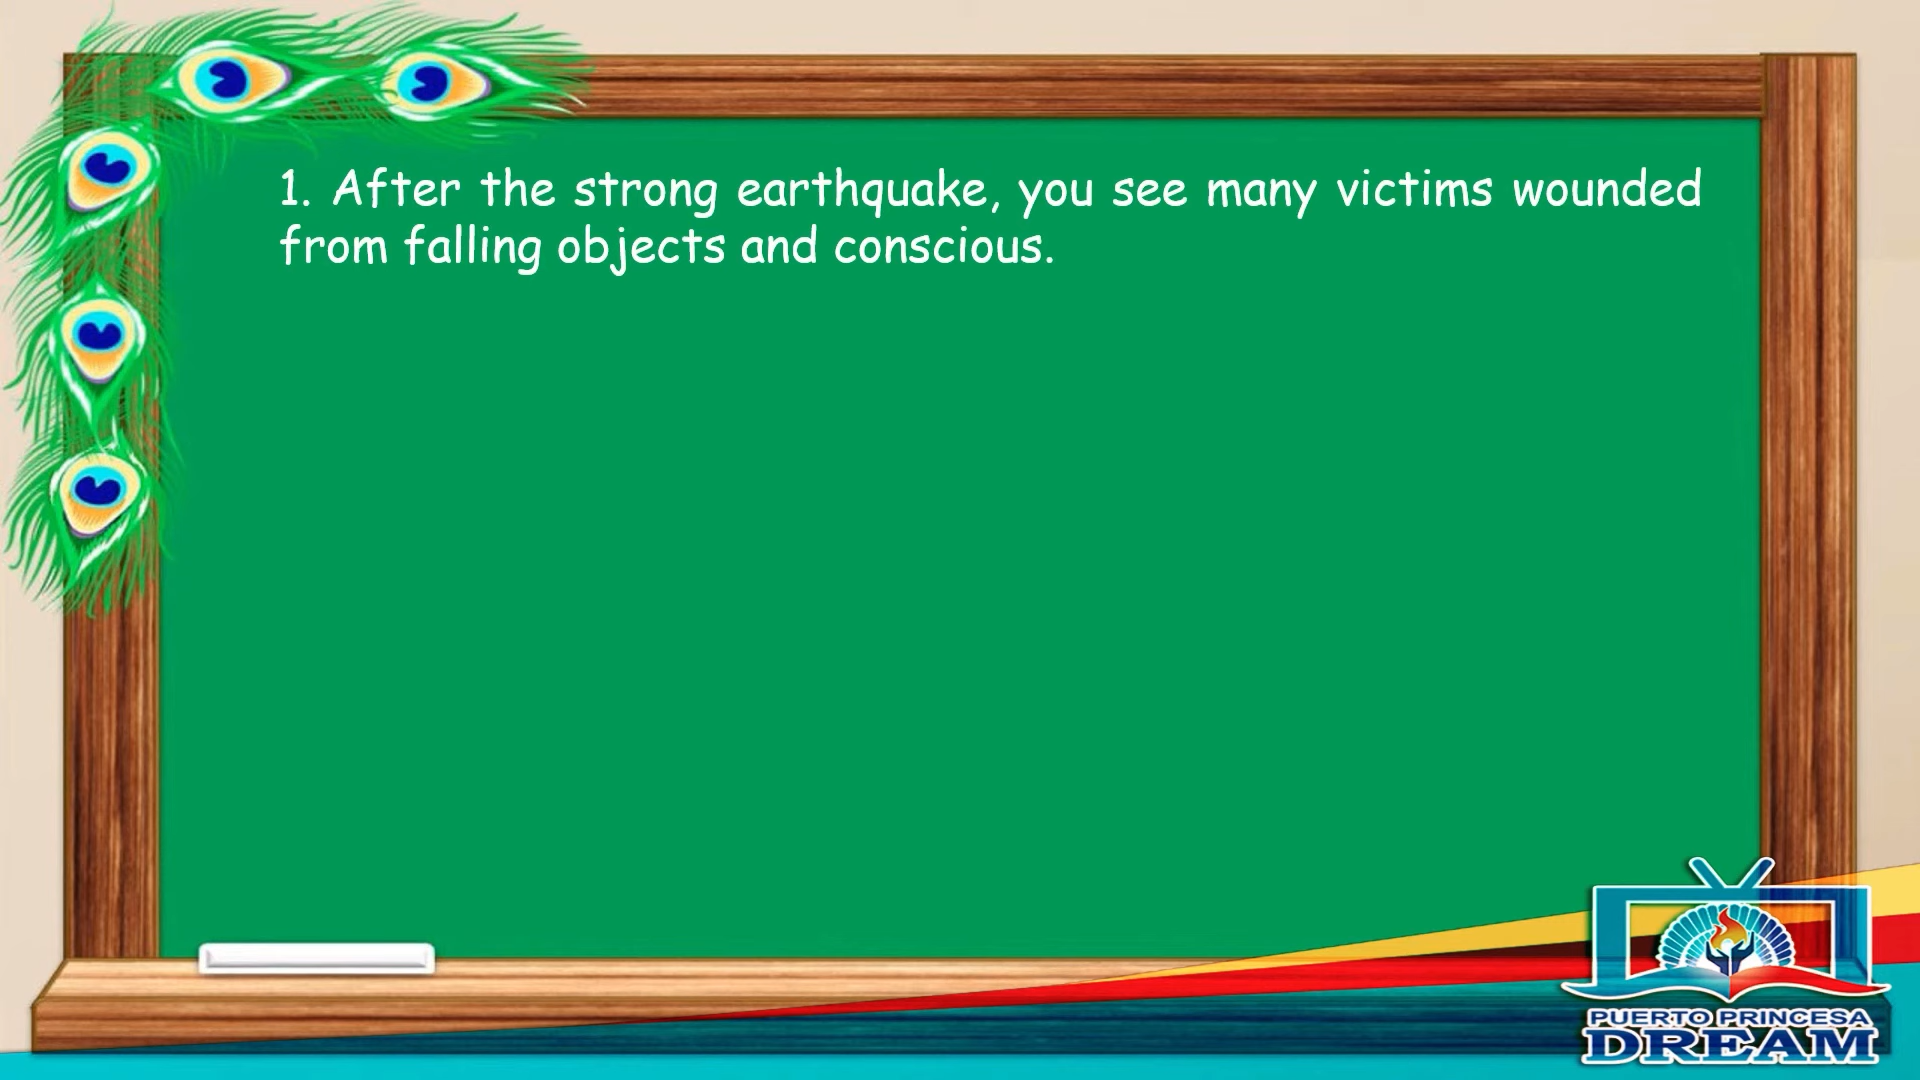 1. After the strong earthquake, you see many victims wounded
from falling objects and conscious.
PUERTO PRINCESA
DREAM